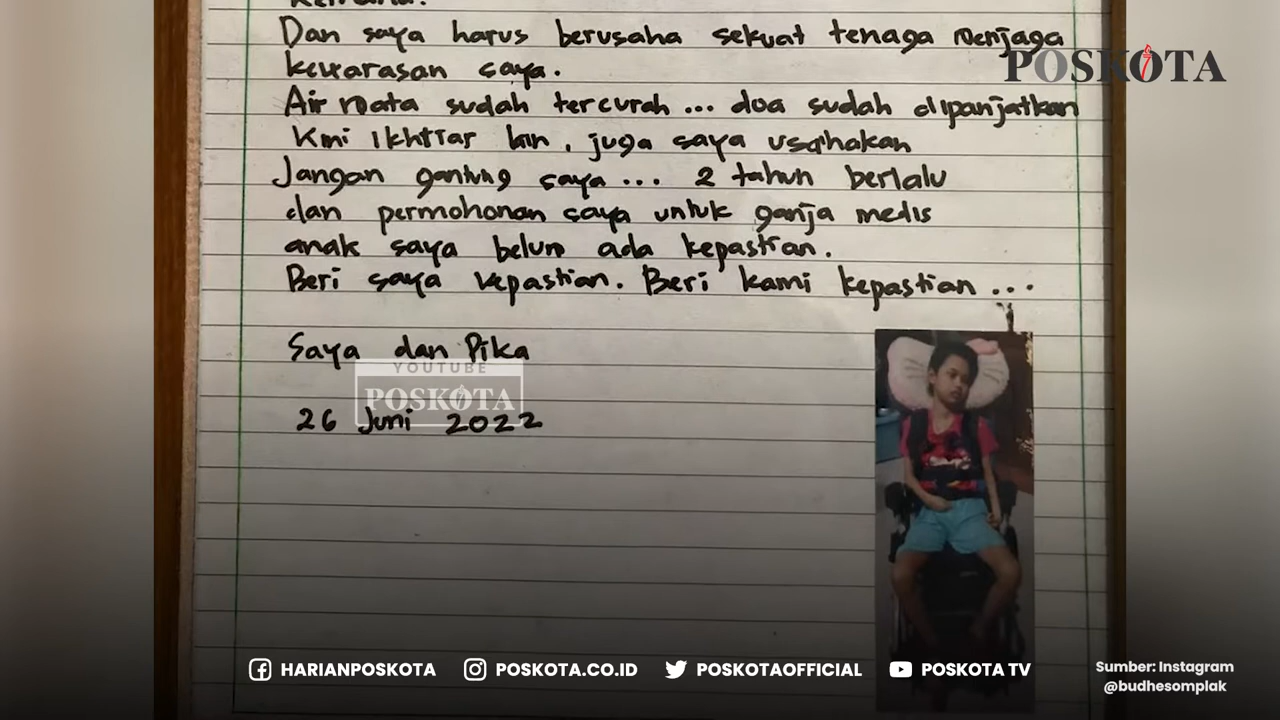 Dan saya harus berusaha sekuat tenaga menjaga
POSKOTA
kewarasan saya.
Air mata sudah tercurah ... doa sudah dipanjatkan
Kini Ikhtiar lain, juga saya usahakan
Jangan gantung saya ... 2 tahun berlalu
dan permohonan saya untuk ganja medis
anak saya belum ada kepastian.
Beri saya kepastian. Beri kami kepastian ...
Saya dan Pika
YOUTUBE
POSKOTA
26 Juni 2022
HARIANPOSKOTA POSKOTA.CO.ID POSKOTAOFFICIAL POSKOTA TV
Sumber: Instagram
@budhesomplak